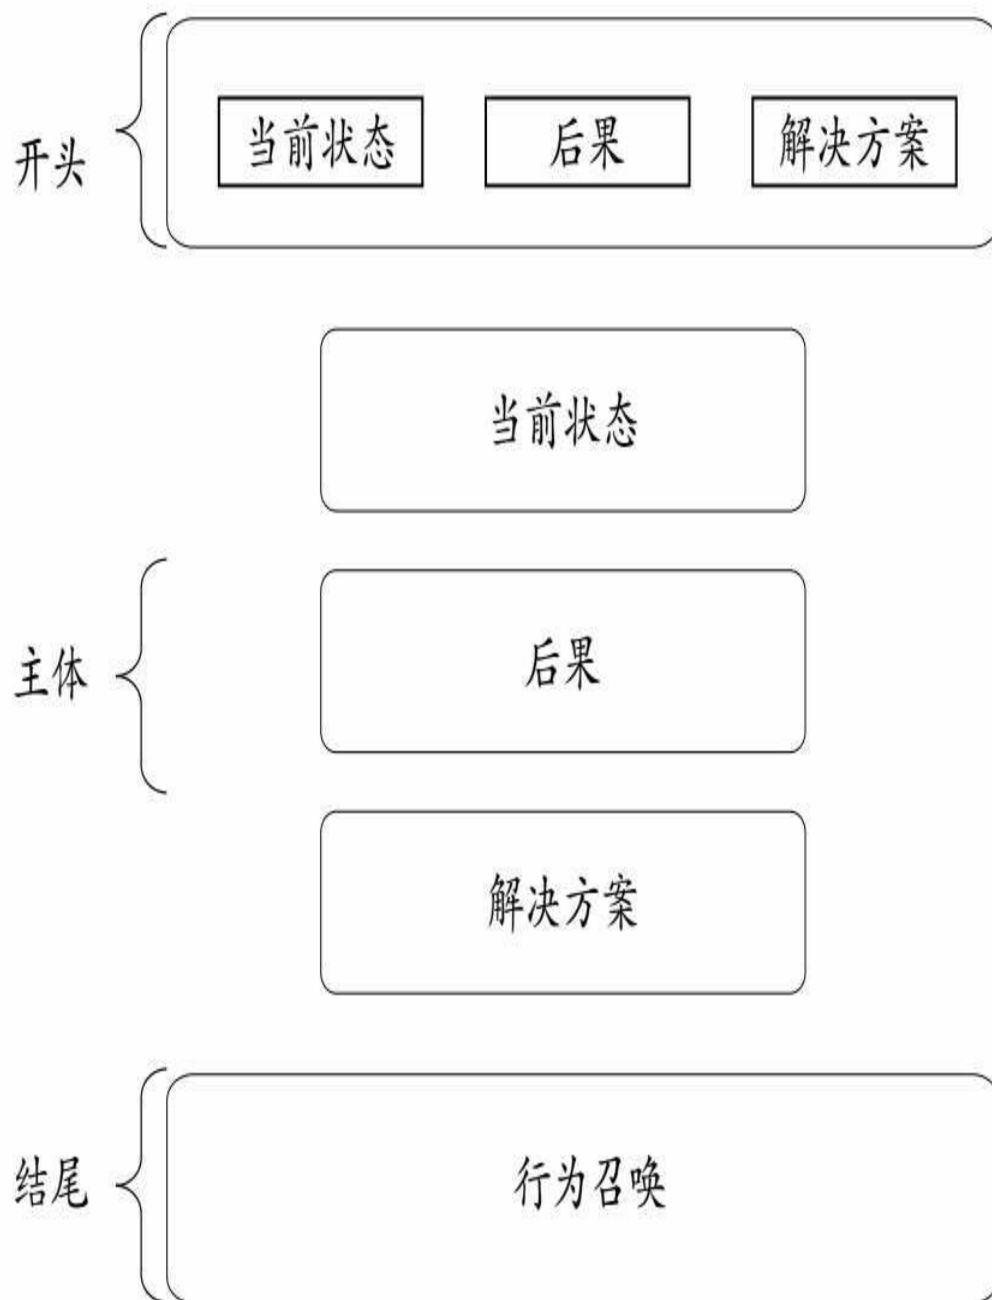 开头
当前状态 后果 解决方案
当前状态
主体
后果
解决方案
结尾
行为召唤